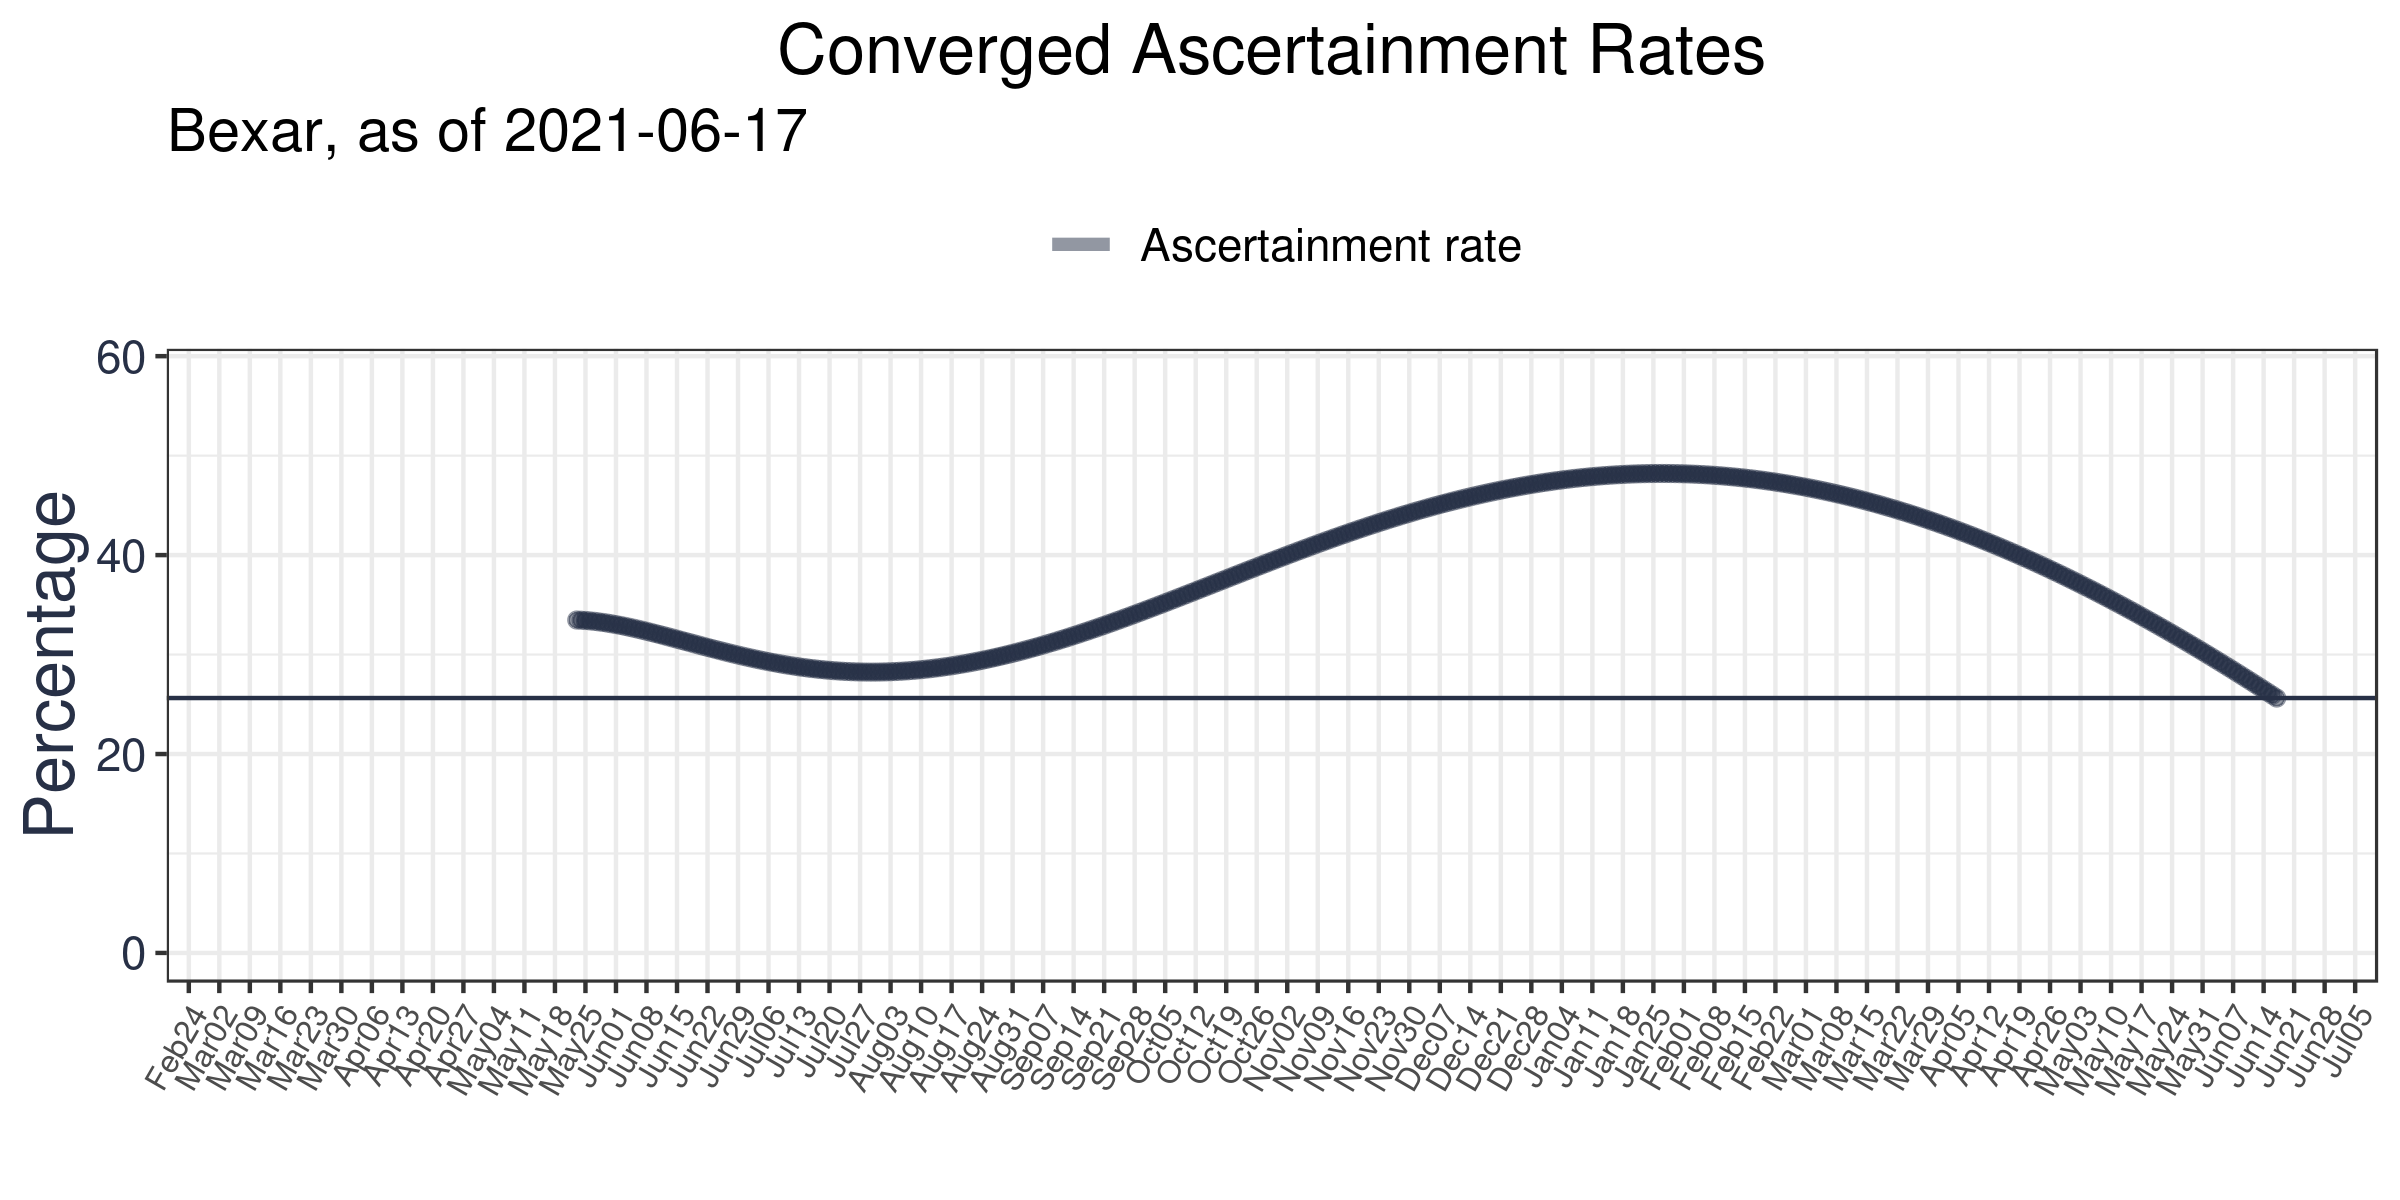 Converged Ascertainment Rates
Bexar, as of 2021-06-17
Ascertainment rate
Percentage
60
40
20
0
Feb24
Mar02
Mar09
Mar16
Mar23
Mar30
Apr06
Apr13
Apr20
Apr27
May04
May11
May18
May25
Jun01
Jun08
Jun15
Jun22
Jun29
Jul06
Jul13
Jul20
Jul27
Aug03
Aug10
Aug17
Aug24
Aug31
Sep07
Sep14
Sep21
Sep28
Oct05
Oct12
Oct19
Oct26
Nov02
Nov09
Nov16
Nov23
Nov30
Dec07
Dec14
Dec21
Dec28
Jan04
Jan11
Jan18
Jan25
Feb01
Feb08
Feb15
Feb22
Mar01
Mar08
Mar15
Mar22
Mar29
Apr05
Apr12
Apr19
Apr26
May03
May10
May17
May24
May31
Jun07
Jun14
Jun21
Jun28
Jul05